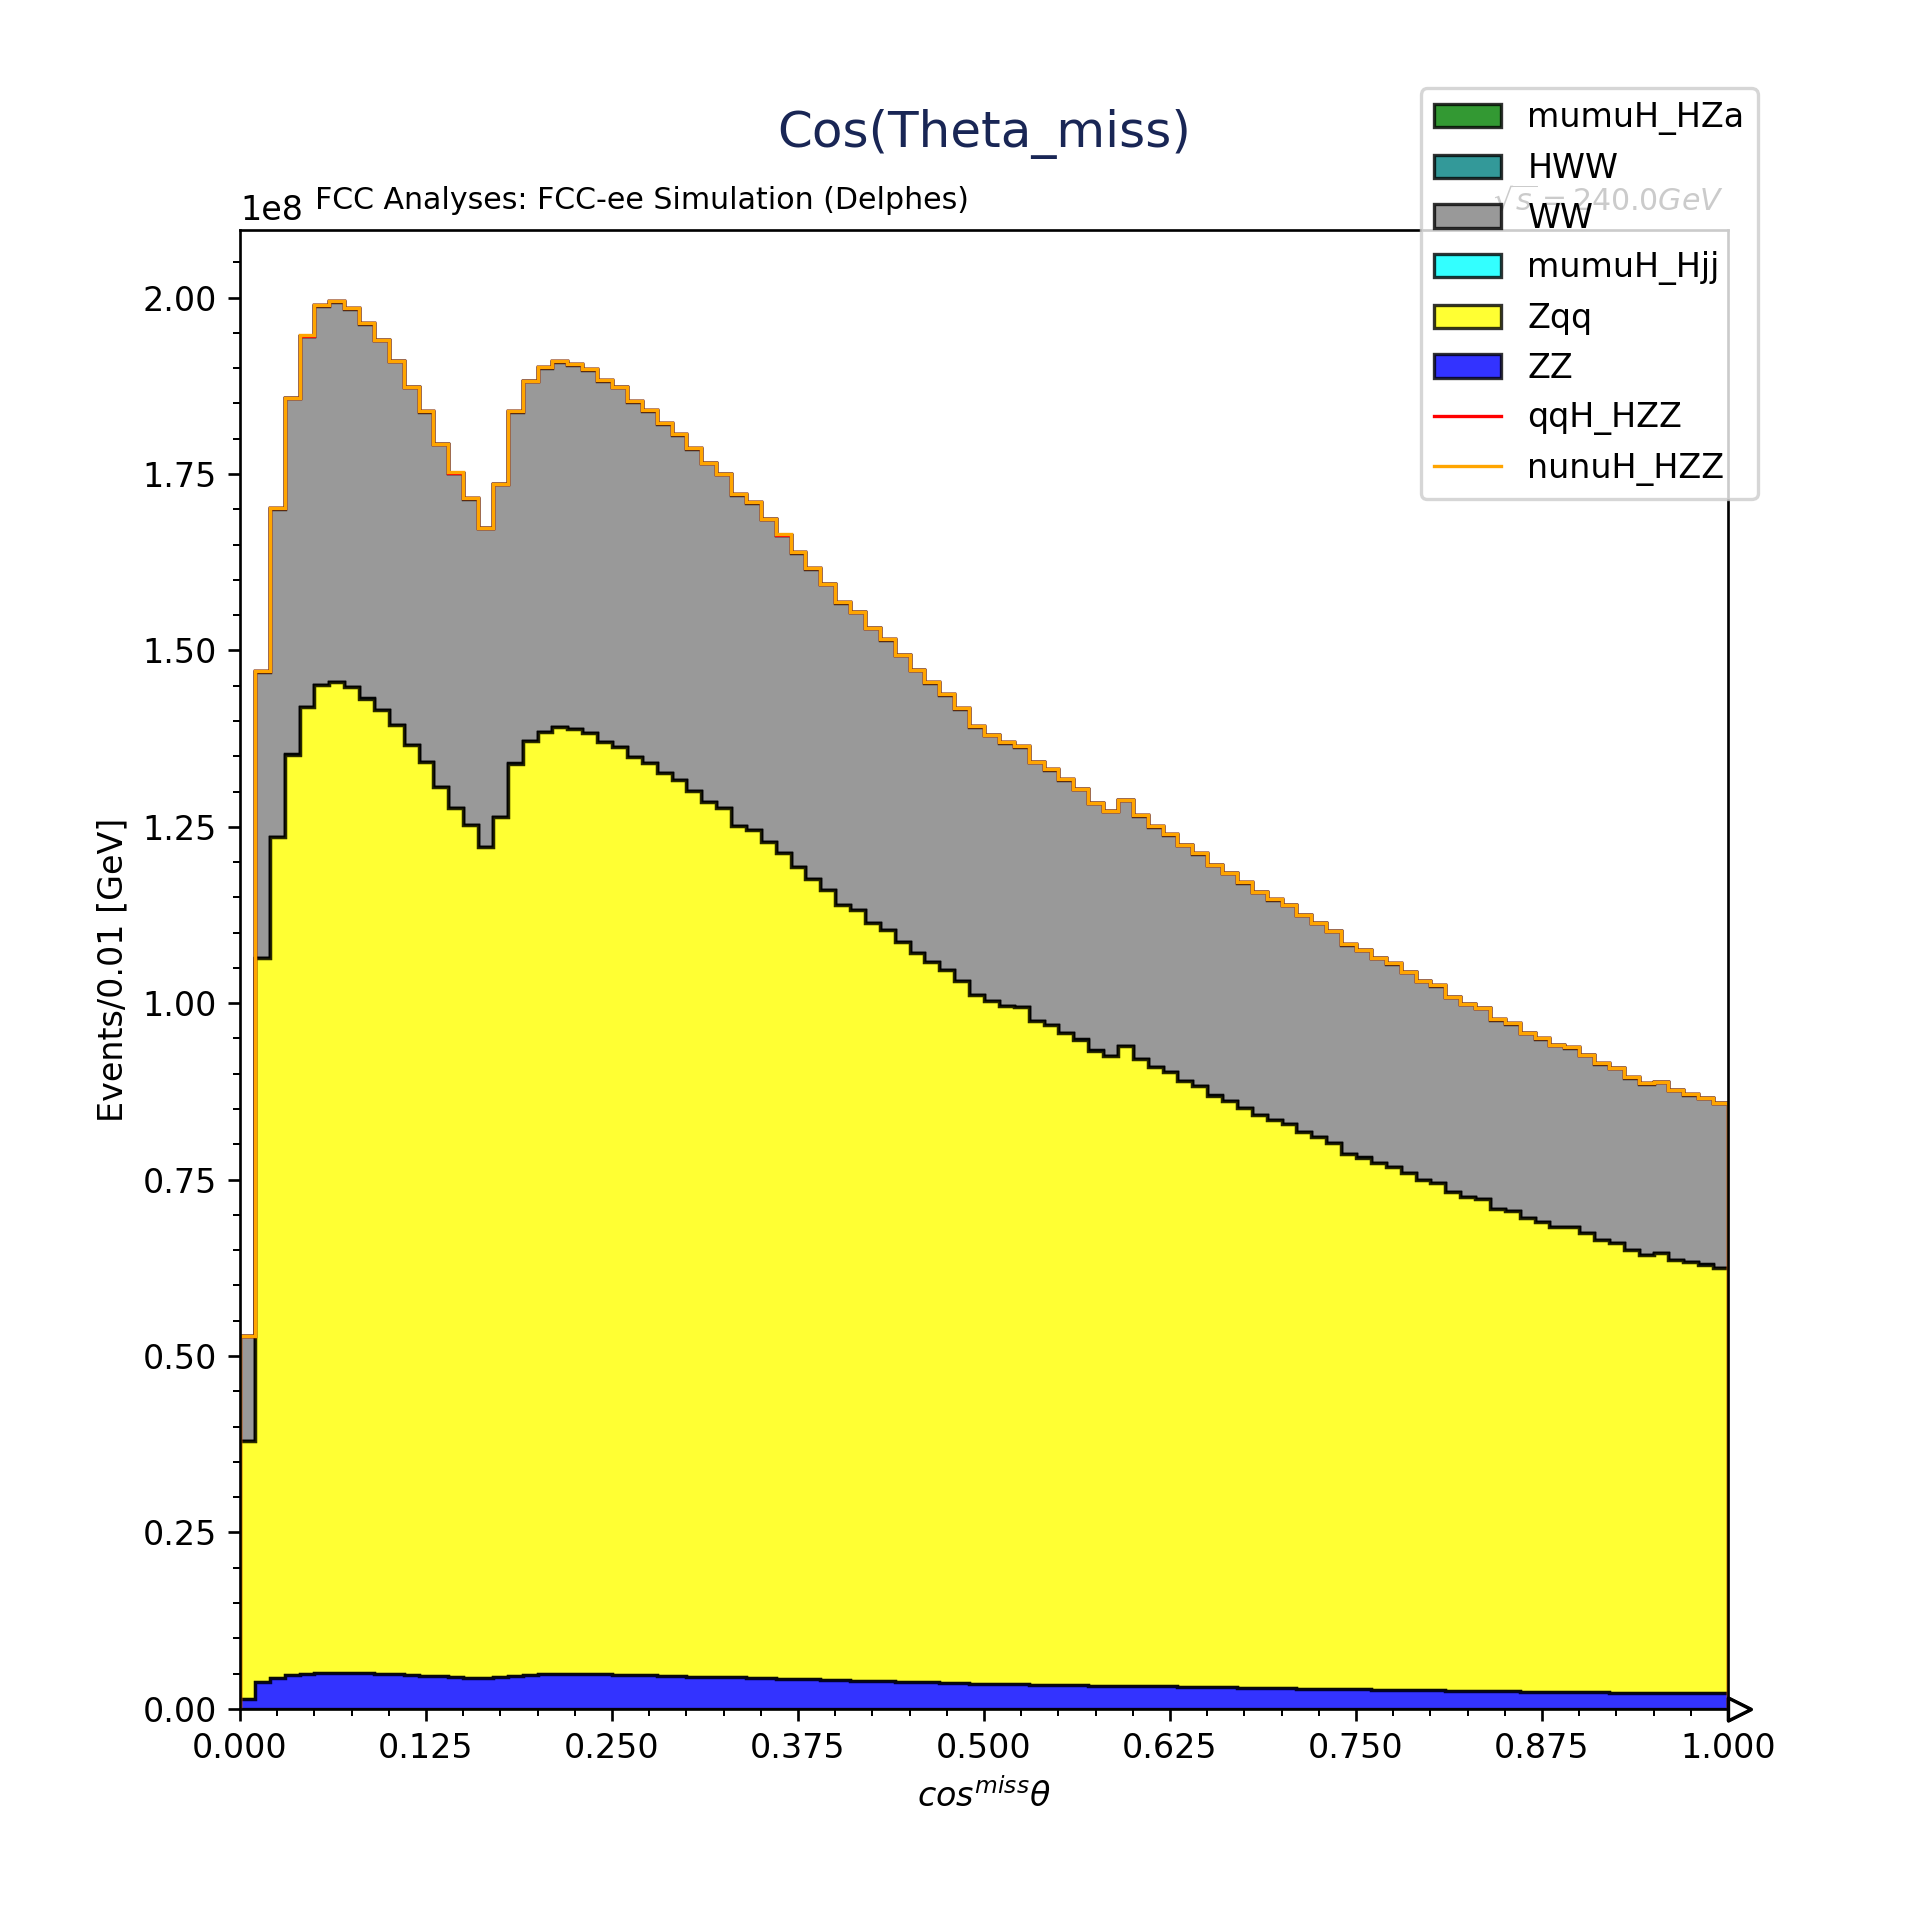 Cos(Theta_miss)
1e8 FCC Analyses: FCC-ee Simulation (Delphes)
√s = 240.0GeV
mumuH_HZa
HWW
WW
mumuH_Hjj
Zqq
ZZ
qqH_HZZ
nunuH_HZZ
Events/0.01 [GeV]
2.00
1.75
1.50
1.25
1.00
0.75
0.50
0.25
0.00
0.000 0.125 0.250 0.375 0.500 0.625 0.750 0.875 1.000
cos^{miss}θ